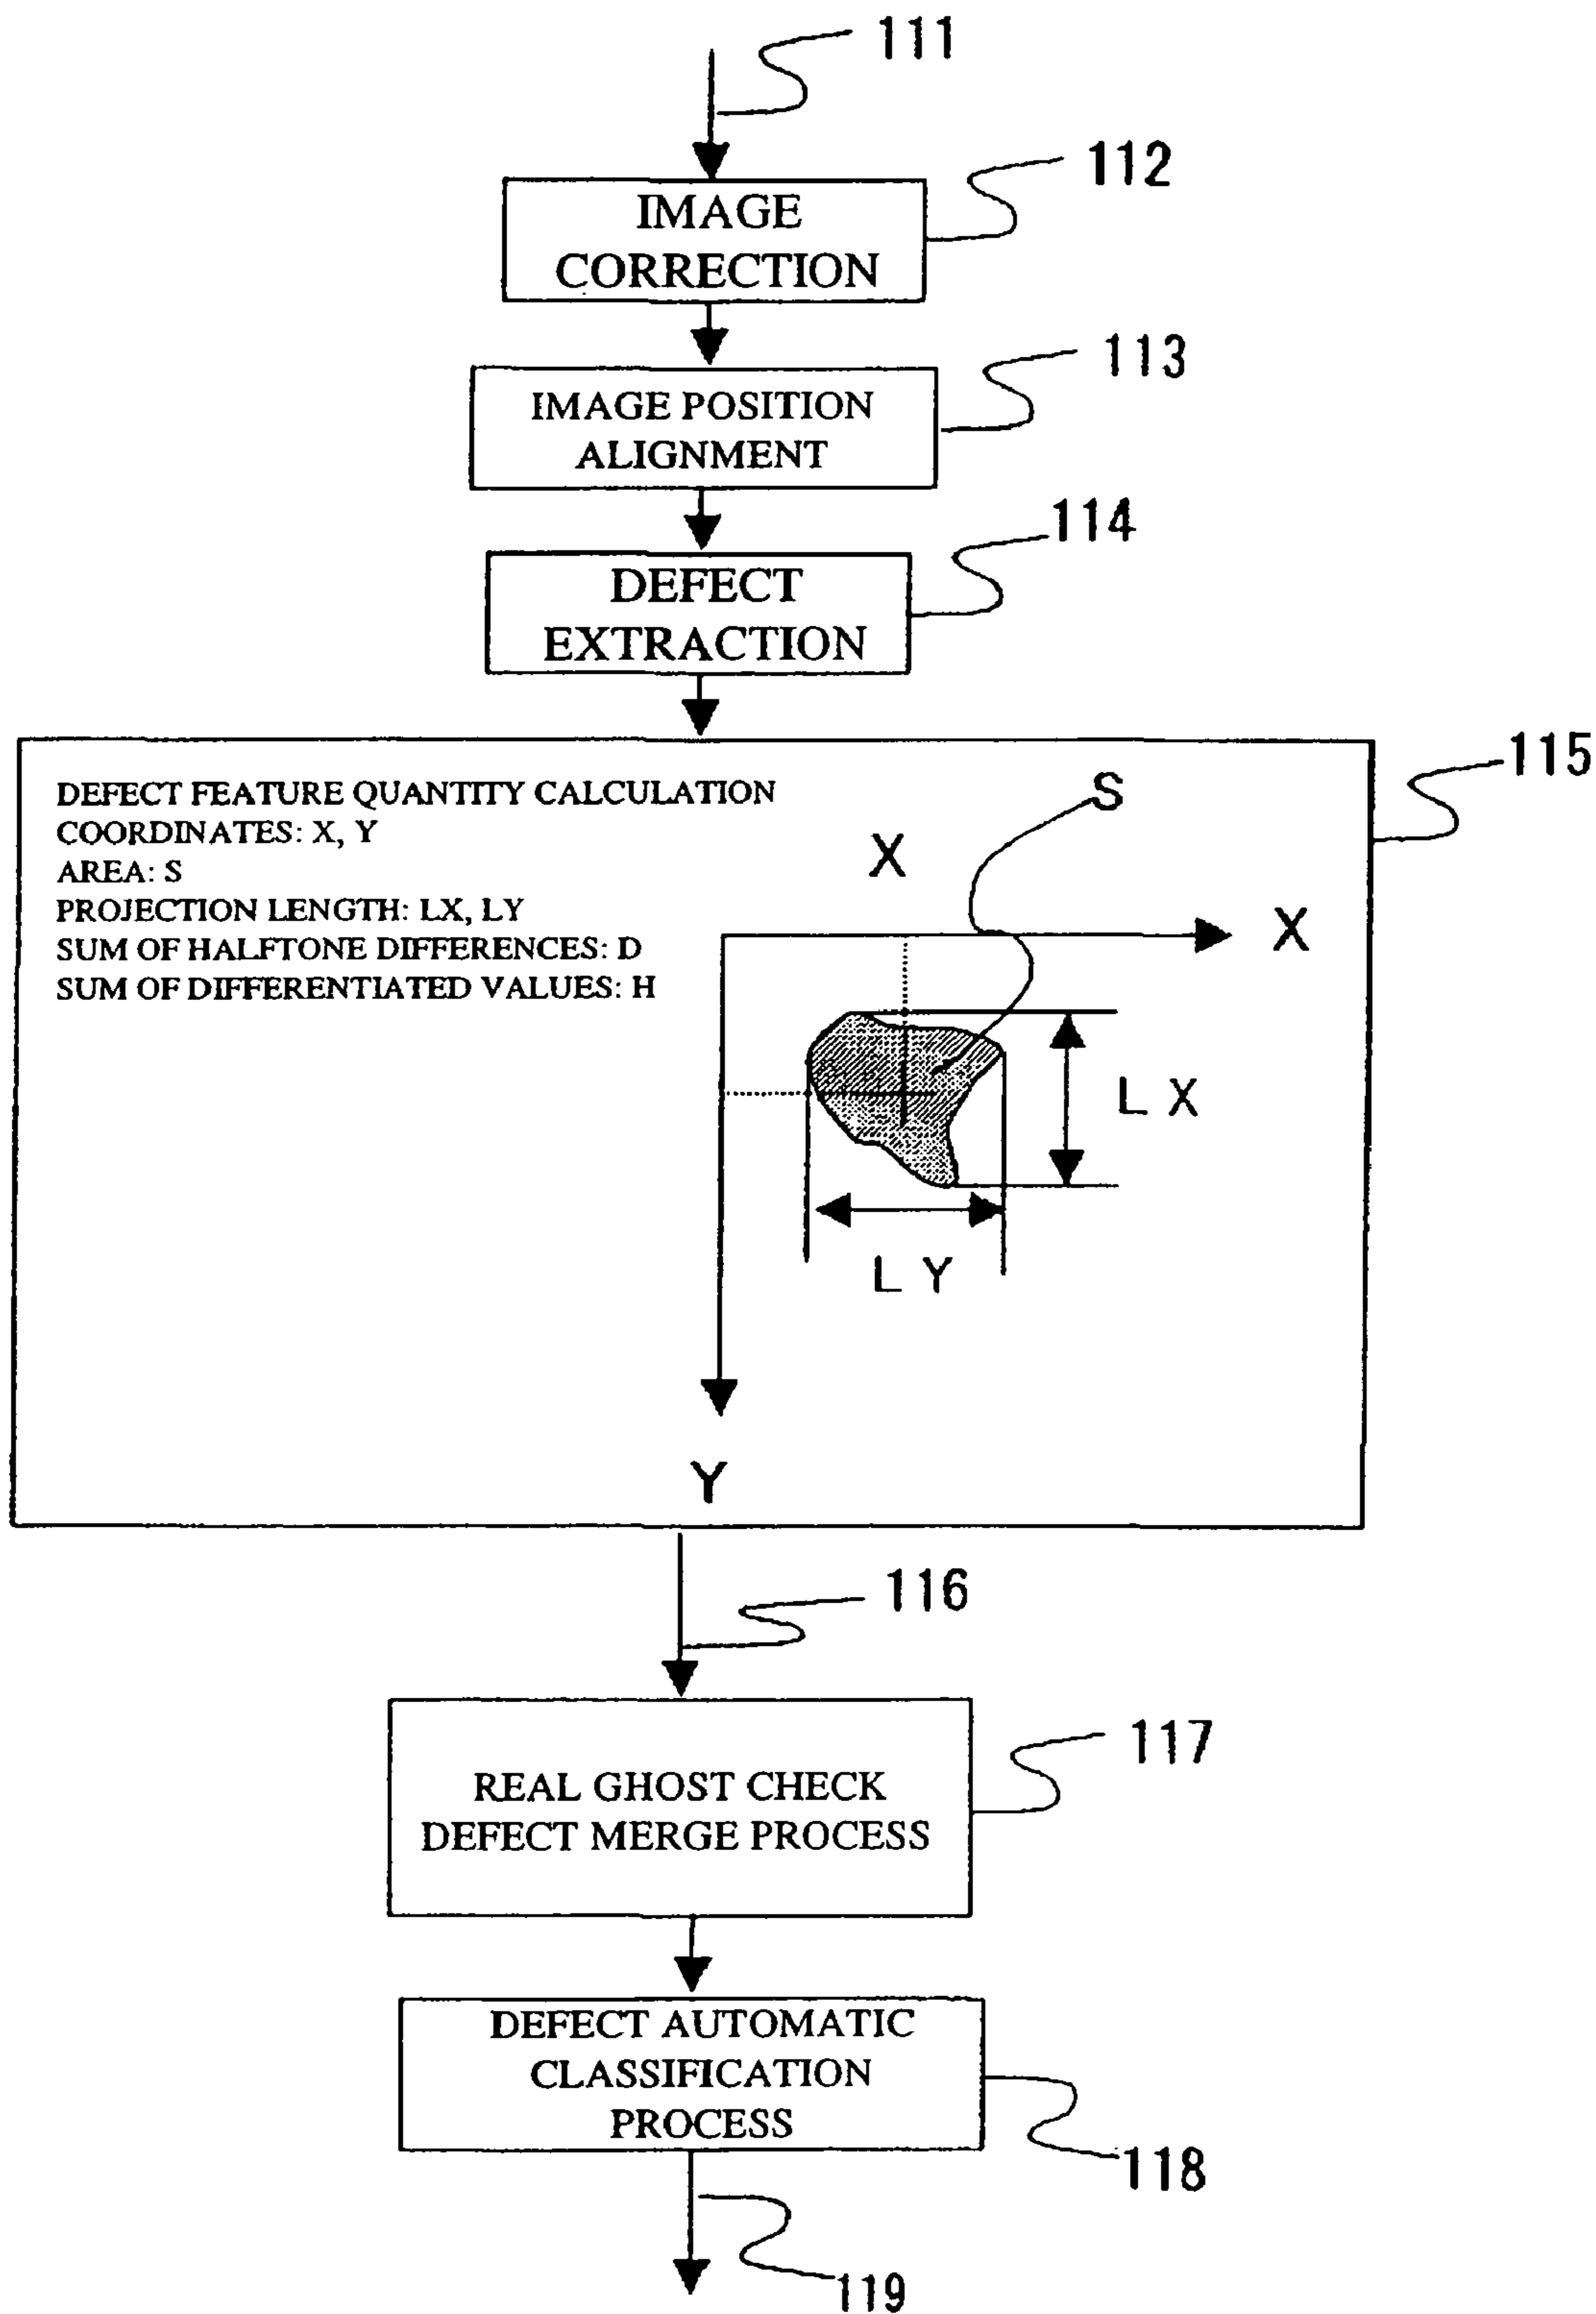 111
112
IMAGE
CORRECTION
113
IMAGE POSITION
ALIGNMENT
114
DEFECT
EXTRACTION
115
DEFECT FEATURE QUANTITY CALCULATION
COORDINATES: X, Y
AREA: S
PROJECTION LENGTH: LX, LY
SUM OF HALFTONE DIFFERENCES: D
SUM OF DIFFERENTIATED VALUES: H
S
X
X
L X
L Y
Y
116
117
REAL GHOST CHECK
DEFECT MERGE PROCESS
DEFECT AUTOMATIC
CLASSIFICATION
PROCESS
118
119